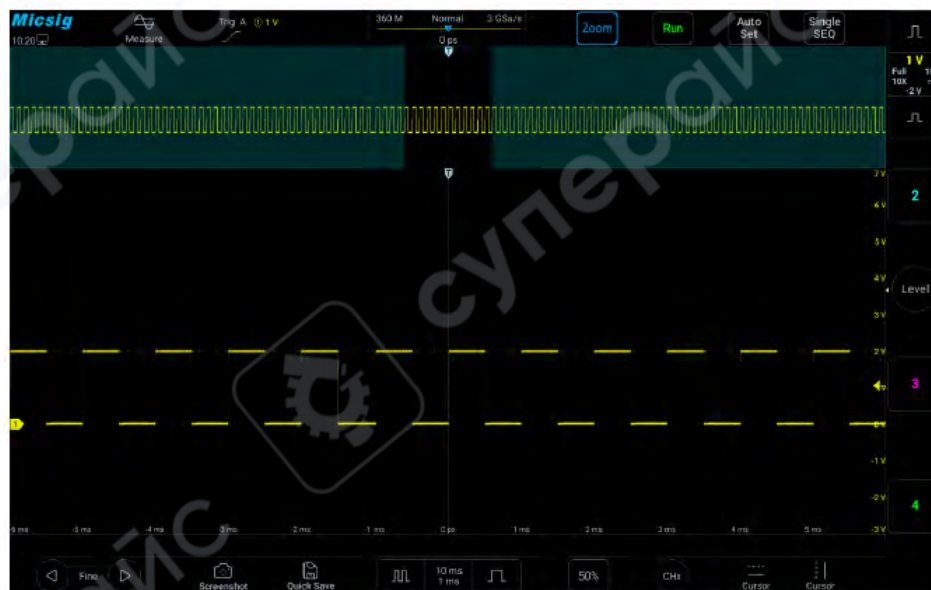 Micsig
10:20
Measure
Trig A 1 1 V
360 M Normal 3 GSa/s
0 ps
Zoom
Run
Auto Set
Single SEQ
T
1 V
Full
10X
-2 V
T
7 V
6 V
5 V
4 V
3 V
2 V
0 V
-1 V
-2 V
-3 V
2
Level
3
4
1
-5 ms -4 ms -3 ms -2 ms -1 ms 0 ps 1 ms 2 ms 3 ms 4 ms 5 ms
Fine
Screenshot
Quick Save
10 ms
1 ms
50%
CH1
Cursor
Cursor
суперайс